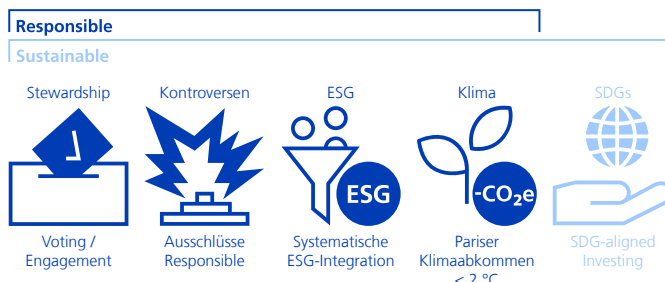 Responsible
Sustainable
Stewardship
Kontroversen
ESG
Klima
SDGs
ESG
-CO₂e
Voting /
Engagement
Ausschlüsse
Responsible
Systematische
ESG-Integration
Pariser
Klimaabkommen
< 2 °C
SDG-aligned
Investing